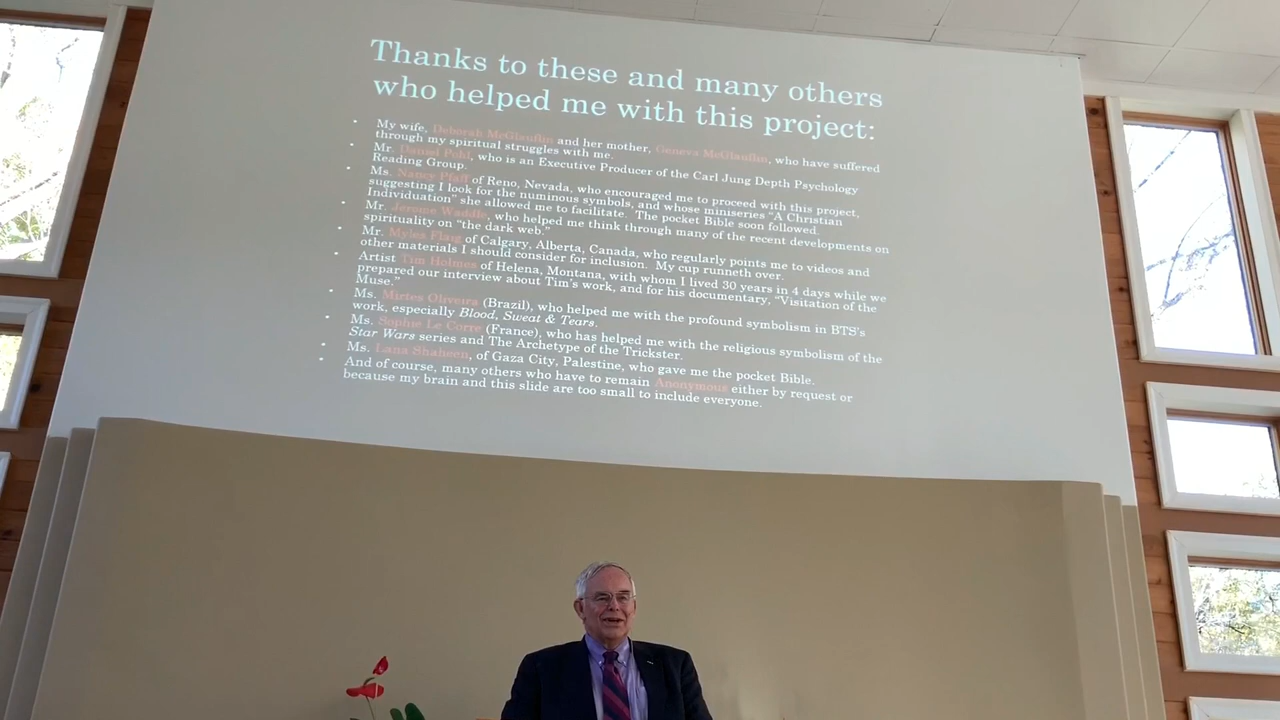 Thanks to these and many others
who helped me with this project:
• My wife, Deborah McGlauflin and her mother, Geneva McGlauflin, who have suffered
through my spiritual struggles with me.
• Mr. Daniel Pohl, who is an Executive Producer of the Carl Jung Depth Psychology
Reading Group.
• Ms. Nancy Pfaff of Reno, Nevada, who encouraged me to proceed with this project,
suggesting I look for the numinous symbols, and whose miniseries “A Christian
Individuation” she allowed me to facilitate. The pocket Bible soon followed.
• Mr. Jerome Waddle, who helped me think through many of the recent developments on
spirituality on “the dark web.”
• Mr. Myles Flaig of Calgary, Alberta, Canada, who regularly points me to videos and
other materials I should consider for inclusion. My cup runneth over.
• Artist Tim Holmes of Helena, Montana, with whom I lived 30 years in 4 days while we
prepared our interview about Tim's work, and for his documentary, “Visitation of the
Muse.”
• Ms. Mirtes Oliveira (Brazil), who helped me with the profound symbolism in BTS's
work, especially Blood, Sweat & Tears.
• Ms. Sophie Le Corre (France), who has helped me with the religious symbolism of the
Star Wars series and The Archetype of the Trickster.
• Ms. Lana Shaheen, of Gaza City, Palestine, who gave me the pocket Bible.
• And of course, many others who have to remain Anonymous either by request or
because my brain and this slide are too small to include everyone.